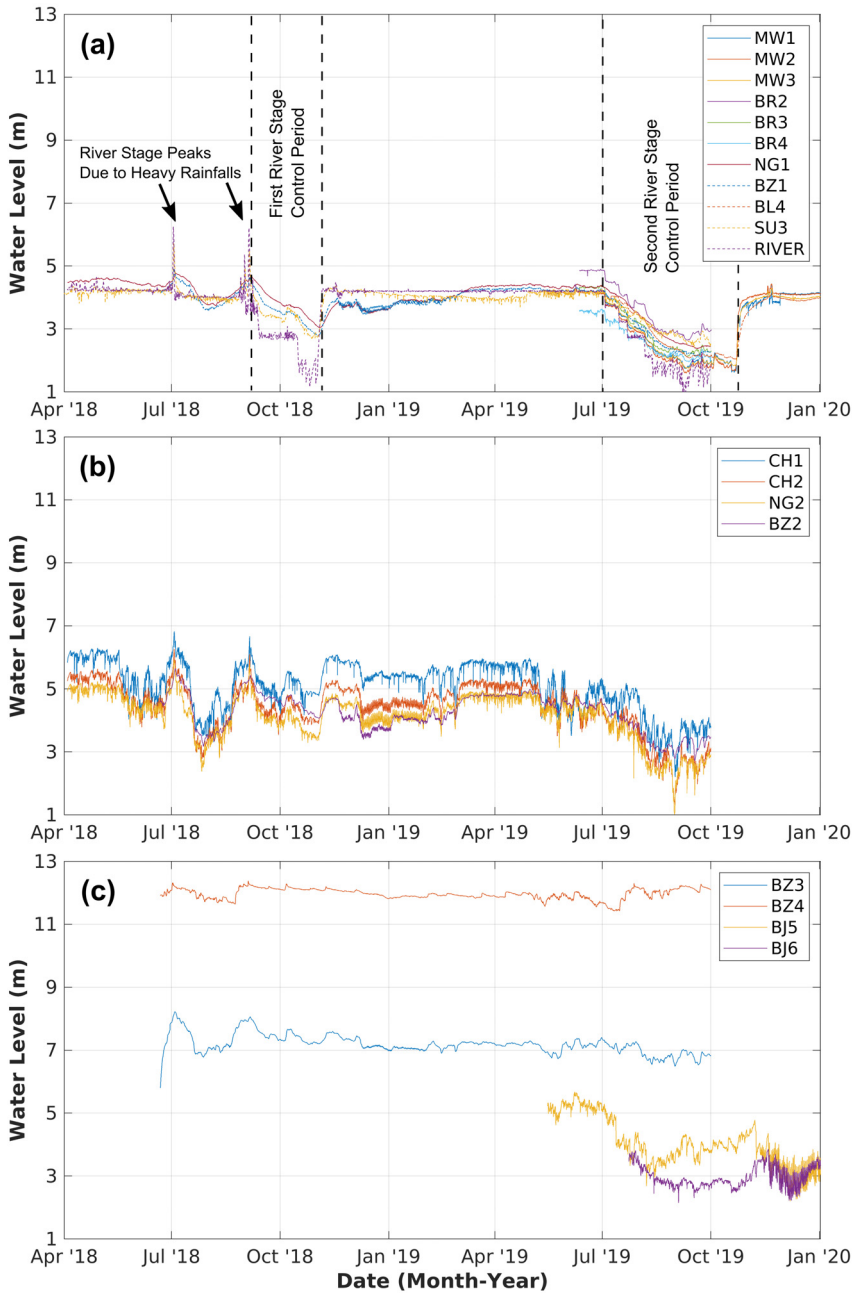 (a)
13
11
9
7
5
3
1
Water Level (m)
River Stage Peaks
Due to Heavy Rainfalls
First River Stage
Control Period
Second River Stage
Control Period
MW1
MW2
MW3
BR2
BR3
BR4
NG1
BZ1
BL4
SU3
RIVER
Apr '18
Jul '18
Oct '18
Jan '19
Apr '19
Jul '19
Oct '19
Jan '20
(b)
13
11
9
7
5
3
1
Water Level (m)
CH1
CH2
NG2
BZ2
Apr '18
Jul '18
Oct '18
Jan '19
Apr '19
Jul '19
Oct '19
Jan '20
(c)
13
11
9
7
5
3
1
Water Level (m)
BZ3
BZ4
BJ5
BJ6
Apr '18
Jul '18
Oct '18
Jan '19
Apr '19
Jul '19
Oct '19
Jan '20
Date (Month-Year)